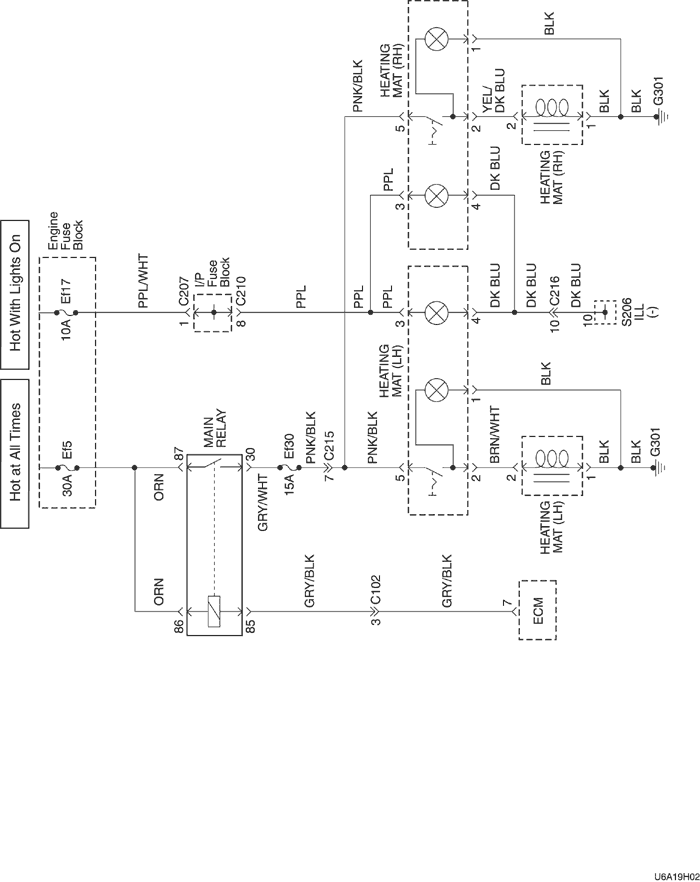 Hot at All Times
Hot With Lights On
Engine
Fuse
Block
Ef5
30A
Ef17
10A
PPL/WHT
1
C207
I/P
Fuse
Block
8
C210
ORN
ORN
86
87
MAIN
RELAY
85
30
GRY/WHT
Ef30
15A
PNK/BLK
7
C215
PNK/BLK
PNK/BLK
PPL
PPL
PPL
GRY/BLK
3
C102
GRY/BLK
7
ECM
HEATING
MAT (LH)
5
3
2
1
4
HEATING
MAT (RH)
3
5
4
2
1
BRN/WHT
2
HEATING
MAT (LH)
1
BLK
BLK
BLK
G301
DK BLU
DK BLU
DK BLU
10
C216
DK BLU
10
S206
ILL
(-)
YEL/
DK BLU
2
HEATING
MAT (RH)
1
BLK
BLK
BLK
G301
U6A19H02